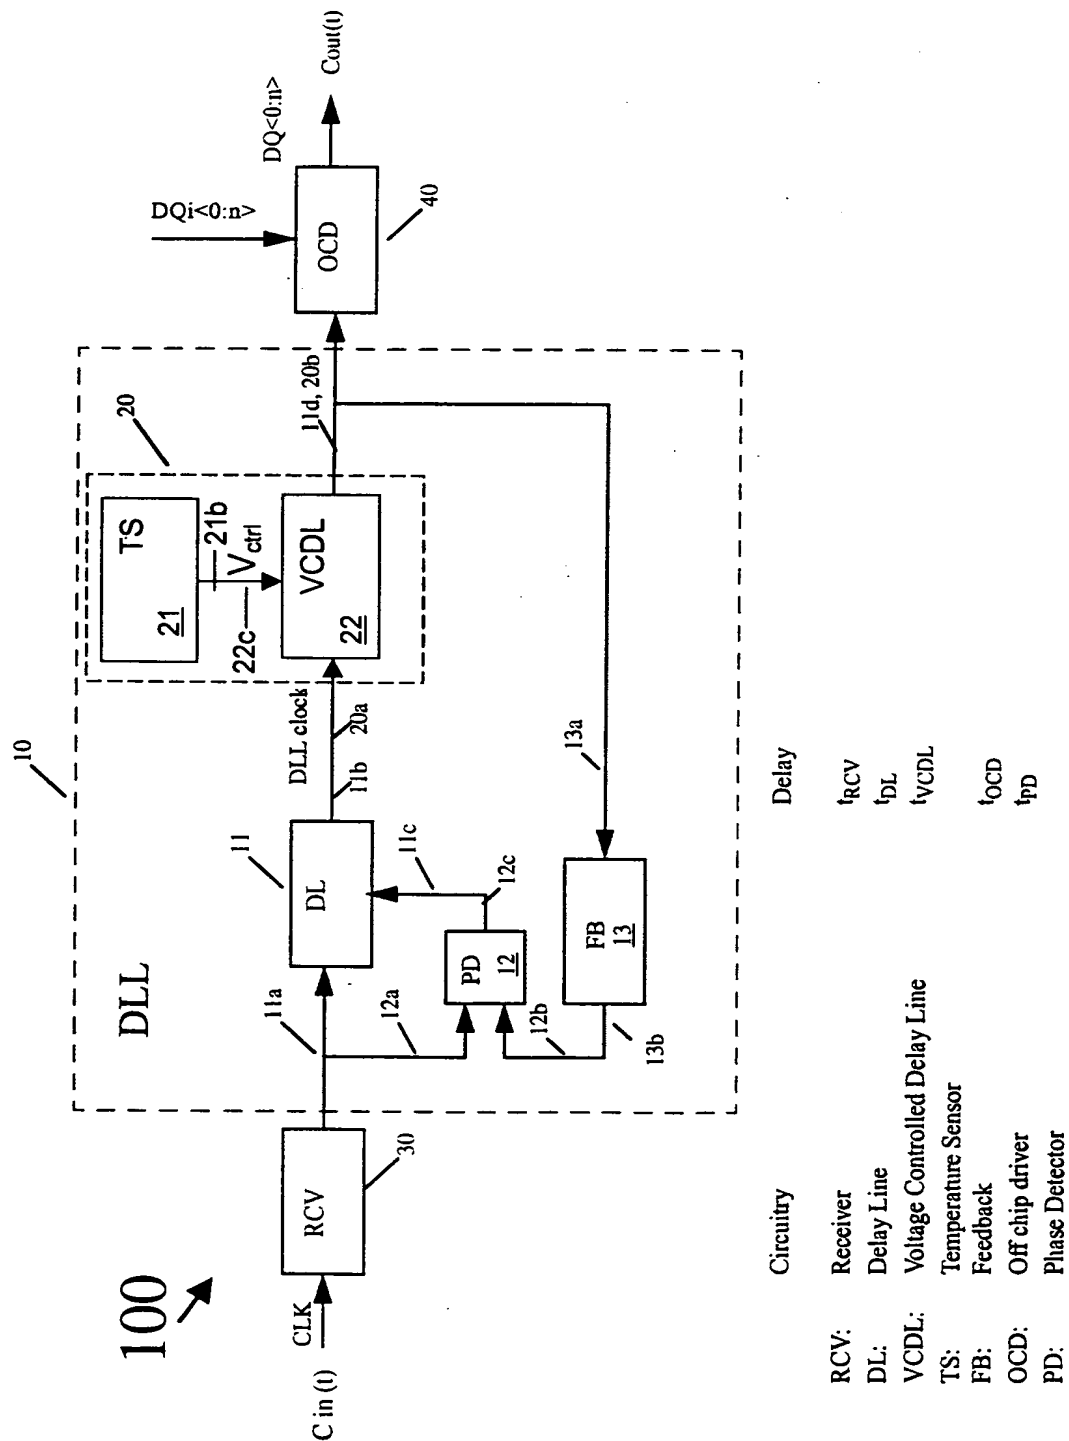 100
C in (t)
CLK
RCV
30
DLL
10
11a
12a
DL
11
PD
12
11c
12c
12b
FB
13
13b
13a
DLL clock
11b
20a
20
TS
21
21b
22c
Vctrl
VCDL
22
11d, 20b
DQi<0:n>
OCD
40
DQ<0:n>
Cout(t)
Circuitry Delay
RCV: Receiver tRCV
DL: Delay Line tDL
VCDL: Voltage Controlled Delay Line tVCDL
TS: Temperature Sensor
FB: Feedback
OCD: Off chip driver tOCD
PD: Phase Detector tPD